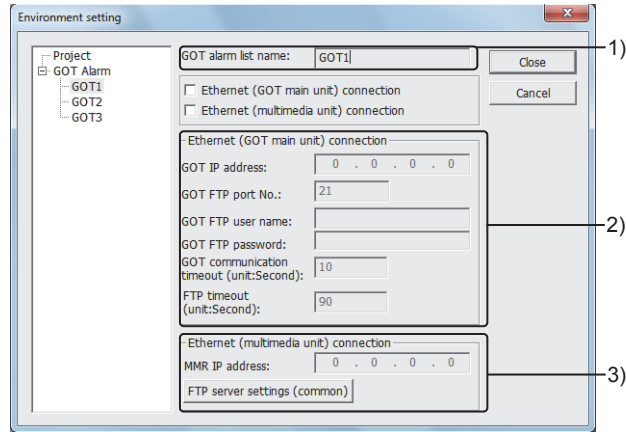 Environment setting
Project
GOT Alarm
GOT1
GOT2
GOT3
GOT alarm list name: GOT1
Close
Cancel
1)
Ethernet (GOT main unit) connection
Ethernet (multimedia unit) connection
Ethernet (GOT main unit) connection
GOT IP address: 0 . 0 . 0 . 0
GOT FTP port No.: 21
GOT FTP user name:
GOT FTP password:
GOT communication
timeout (unit:Second): 10
FTP timeout
(unit:Second): 90
2)
Ethernet (multimedia unit) connection
MMR IP address: 0 . 0 . 0 . 0
FTP server settings (common)
3)